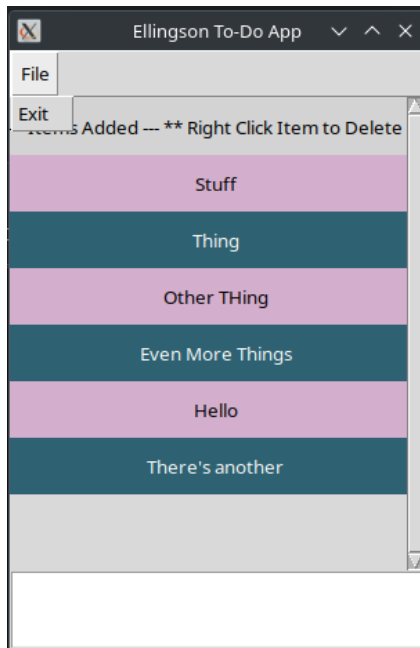 Ellingson To-Do App
File
Exit
Items Added --- ** Right Click Item to Delete
Stuff
Thing
Other THing
Even More Things
Hello
There's another